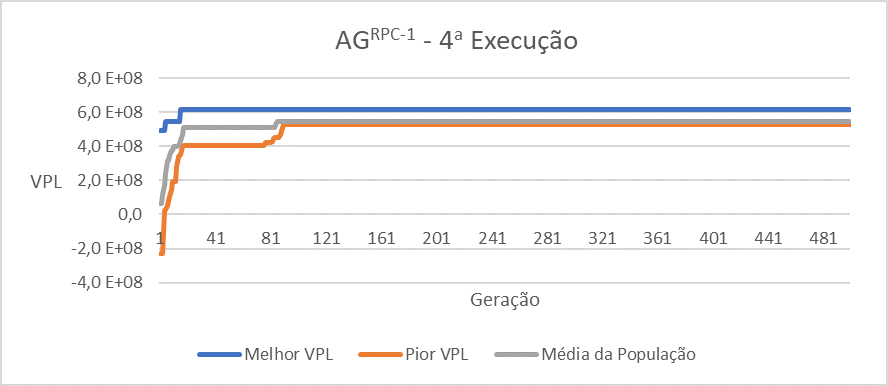 AGRPC-1 - 4ª Execução
8,0 E+08
6,0 E+08
4,0 E+08
2,0 E+08
0,0
-2,0 E+08
-4,0 E+08
VPL
1 41 81 121 161 201 241 281 321 361 401 441 481
Geração
Melhor VPL Pior VPL Média da População